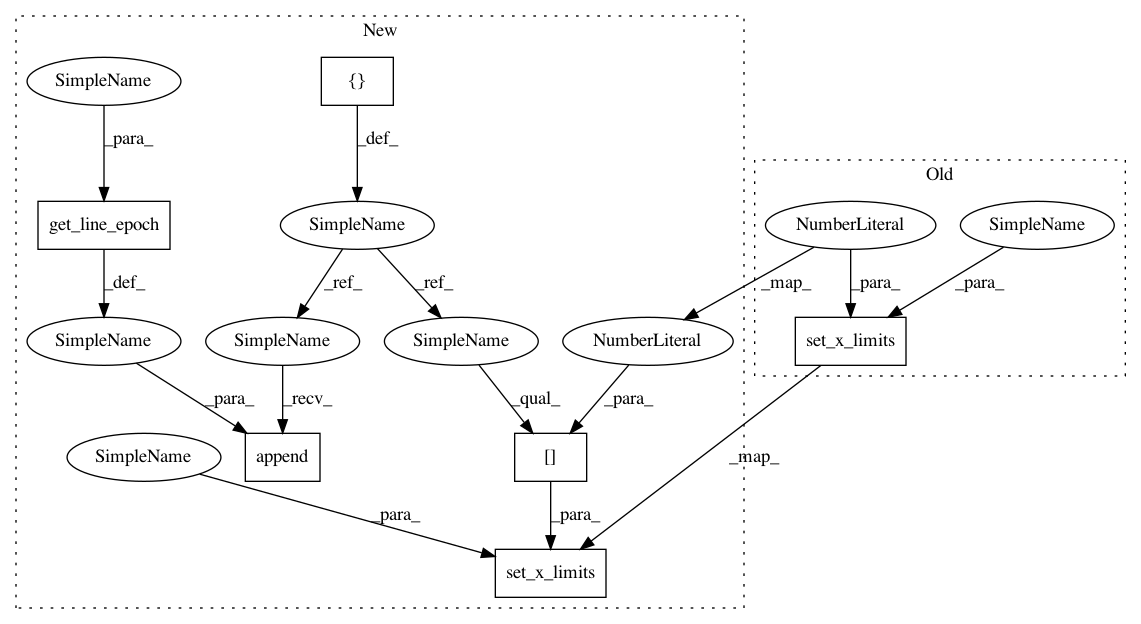 New
SimpleName
{}
_para_
_def_
Old
get_line_epoch
SimpleName
NumberLiteral
SimpleName
_def_
_ref_
_ref_
_map_
_para_
_para_
SimpleName
SimpleName
SimpleName
NumberLiteral
set_x_limits
_para_
_recv_
_qual_
_para_
SimpleName
append
[]
_map_
_para_
_para_
set_x_limits